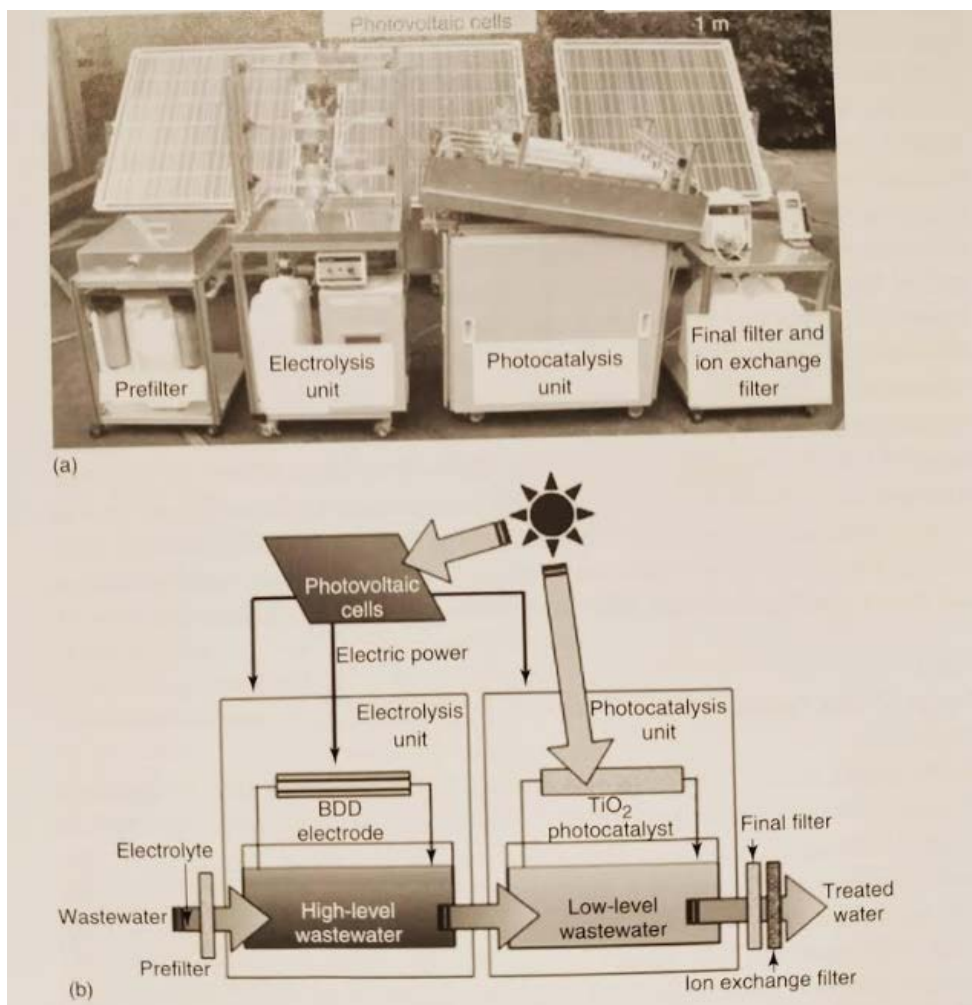 Photovoltaic cells
1 m
Prefilter
Electrolysis
unit
Photocatalysis
unit
Final filter and
ion exchange
filter
(a)
Photovoltaic
cells
Electric power
Electrolysis
unit
Photocatalysis
unit
BDD
electrode
TiO₂
photocatalyst
Final filter
Electrolyte
Wastewater
High-level
wastewater
Low-level
wastewater
Treated
water
Prefilter
Ion exchange filter
(b)